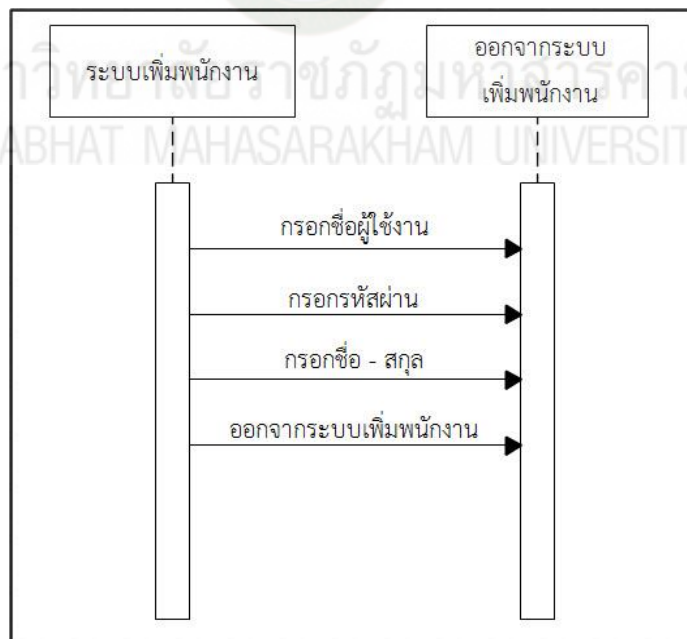 ระบบเพิ่มพนักงาน
ออกจากระบบ
เพิ่มพนักงาน
าวิทยาลัยราชภัฏมหาสารคา
ABHAT MAHASARAKHAM UNIVERSIT
กรอกชื่อผู้ใช้งาน
กรอกรหัสผ่าน
กรอกชื่อ - สกุล
ออกจากระบบเพิ่มพนักงาน